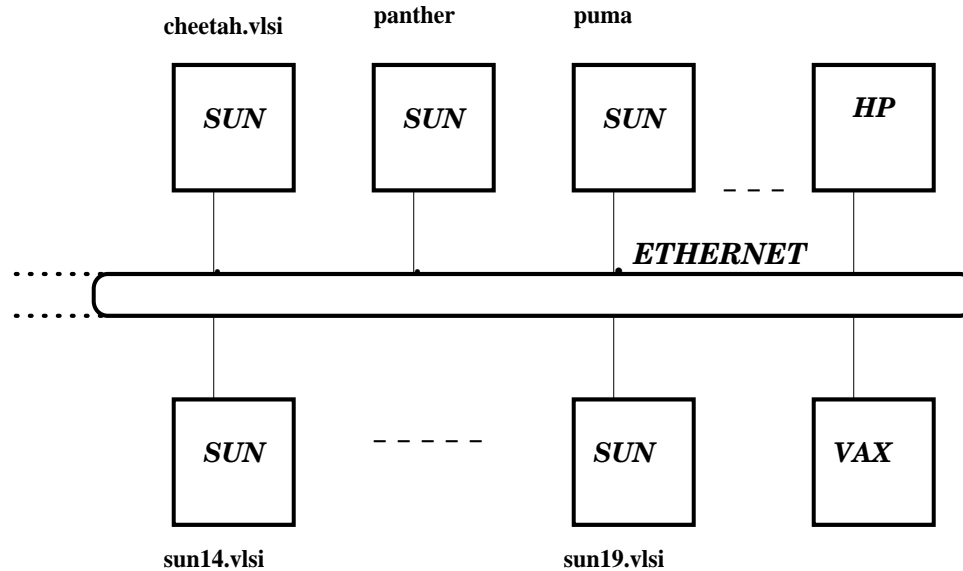 cheetah.vlsi
panther
puma
SUN
SUN
SUN
HP
ETHERNET
SUN
SUN
VAX
sun14.vlsi
sun19.vlsi